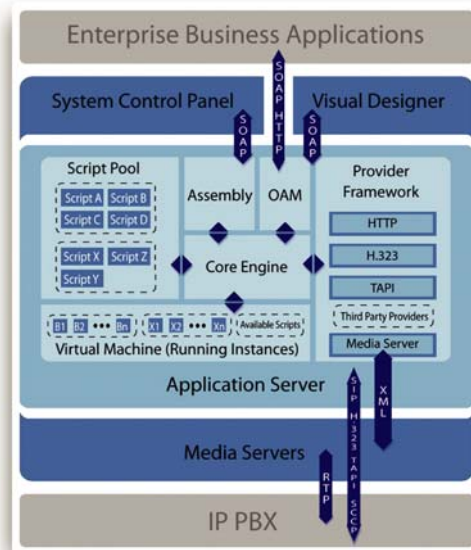 Enterprise Business Applications
SOAP HTTP
System Control Panel
Visual Designer
SOAP
SOAP
Script Pool
Script A
Script B
Script C
Script D
Script X
Script Z
Script Y
Assembly
OAM
Core Engine
Provider
Framework
HTTP
H.323
TAPI
Third Party Providers
Media Server
B1 B2 ••• Bn
X1 X2 ••• Xn
Available Scripts
Virtual Machine (Running Instances)
Application Server
SIP H.323 TAPI SCCP
XML
Media Servers
RTP
IP PBX